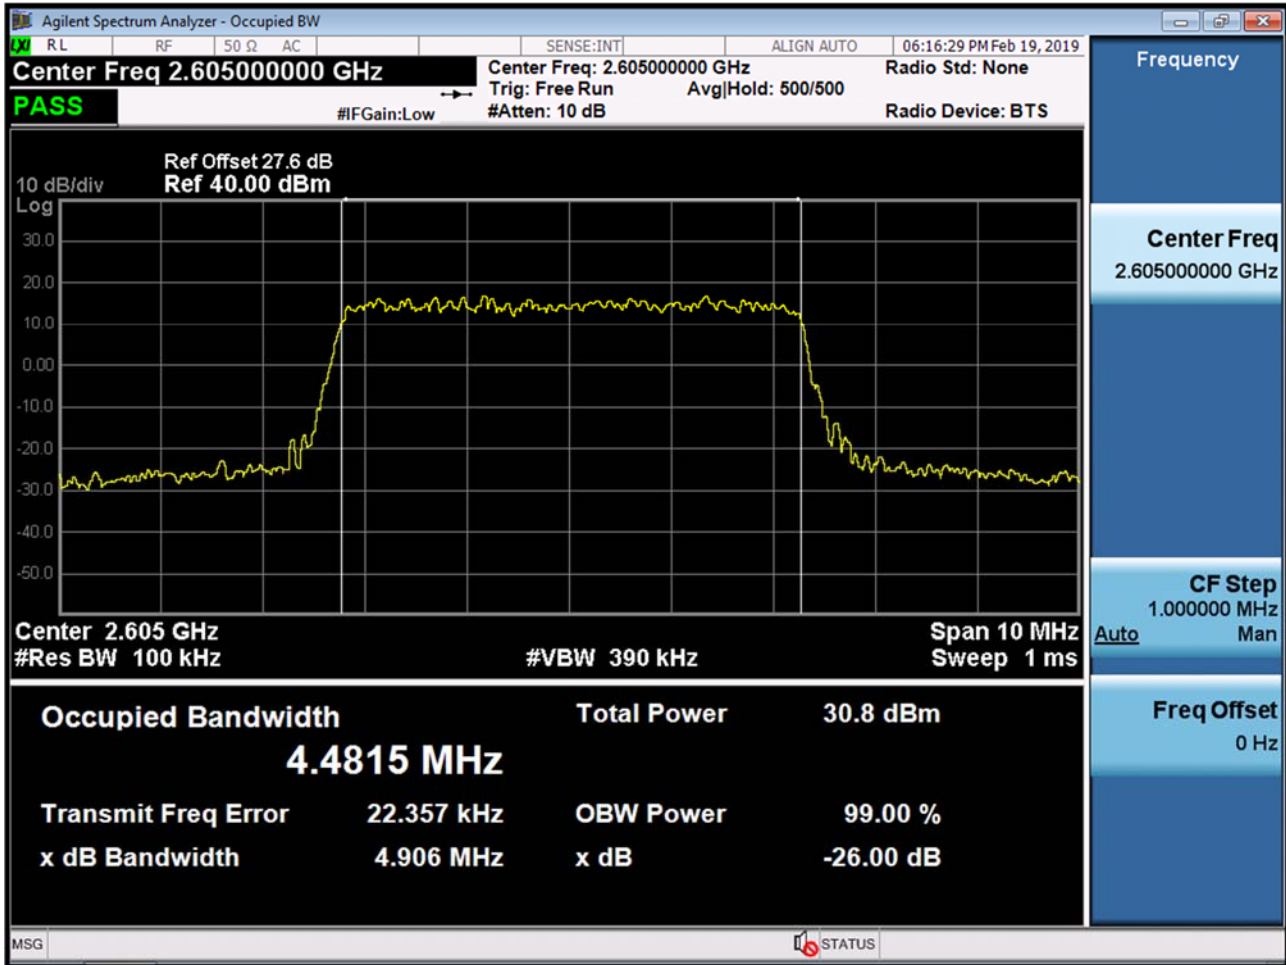 Agilent Spectrum Analyzer - Occupied BW
LXI RL RF 50 Ω AC SENSE:INT ALIGN AUTO 06:16:29 PM Feb 19, 2019
Center Freq 2.605000000 GHz
PASS
#IFGain:Low
Center Freq: 2.605000000 GHz
Trig: Free Run Avg|Hold: 500/500
#Atten: 10 dB
Radio Std: None
Radio Device: BTS
Ref Offset 27.6 dB
10 dB/div Ref 40.00 dBm
Log
30.0
20.0
10.0
0.00
-10.0
-20.0
-30.0
-40.0
-50.0
Center 2.605 GHz Span 10 MHz
#Res BW 100 kHz #VBW 390 kHz Sweep 1 ms
Occupied Bandwidth Total Power 30.8 dBm
4.4815 MHz
Transmit Freq Error 22.357 kHz OBW Power 99.00 %
x dB Bandwidth 4.906 MHz x dB -26.00 dB
MSG STATUS
Frequency
Center Freq
2.605000000 GHz
CF Step
1.000000 MHz
Auto Man
Freq Offset
0 Hz